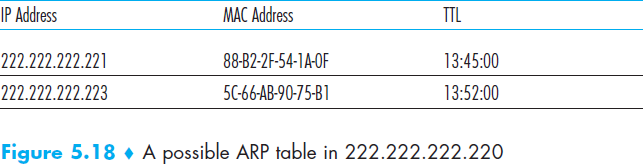 IP Address MAC Address TTL
222.222.222.221 88-B2-2F-54-1A-0F 13:45:00
222.222.222.223 5C-66-AB-90-75-B1 13:52:00
Figure 5.18 ♦ A possible ARP table in 222.222.222.220